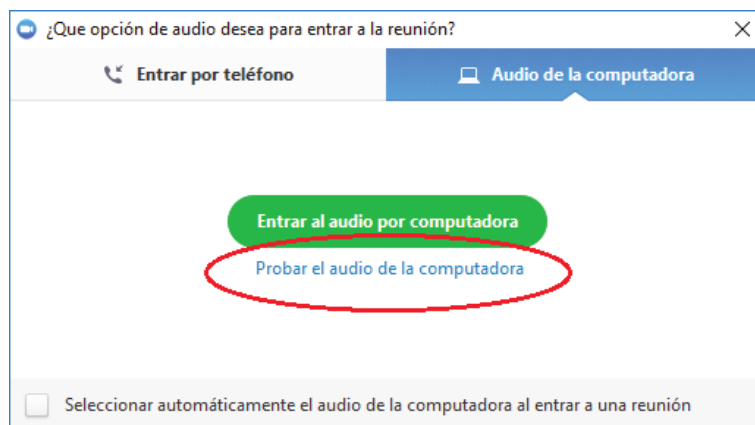 ¿Que opción de audio desea para entrar a la reunión?
Entrar por teléfono
Audio de la computadora
Entrar al audio por computadora
Probar el audio de la computadora
Seleccionar automáticamente el audio de la computadora al entrar a una reunión